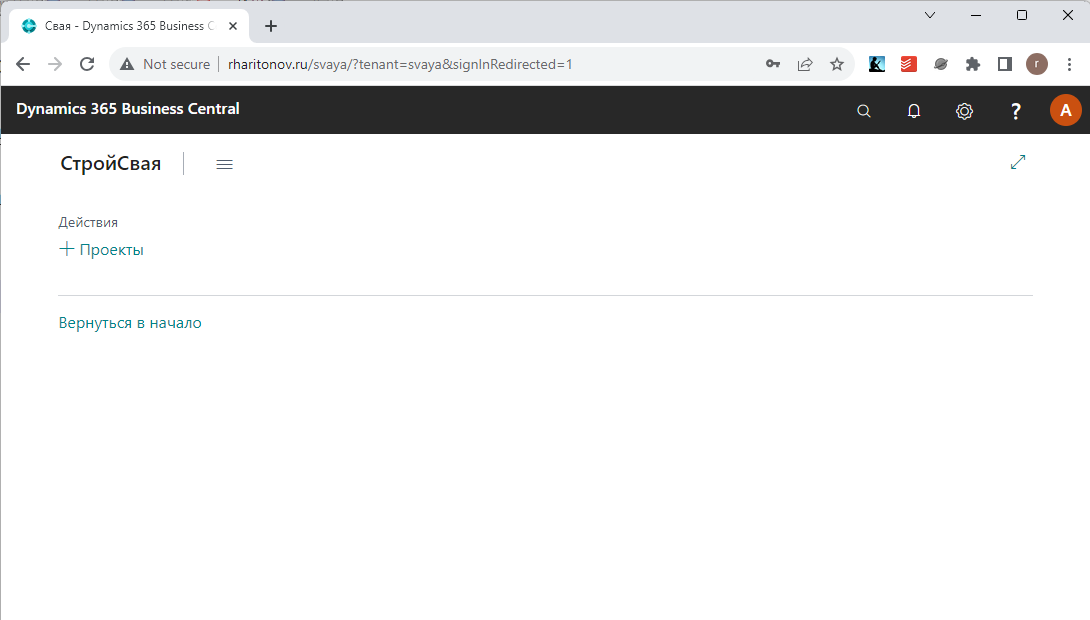 Свая - Dynamics 365 Business C
Not secure
rharitonov.ru/svaya/?tenant=svaya&signInRedirected=1
r
Dynamics 365 Business Central
?
A
СтройСвая
Действия
+ Проекты
Вернуться в начало